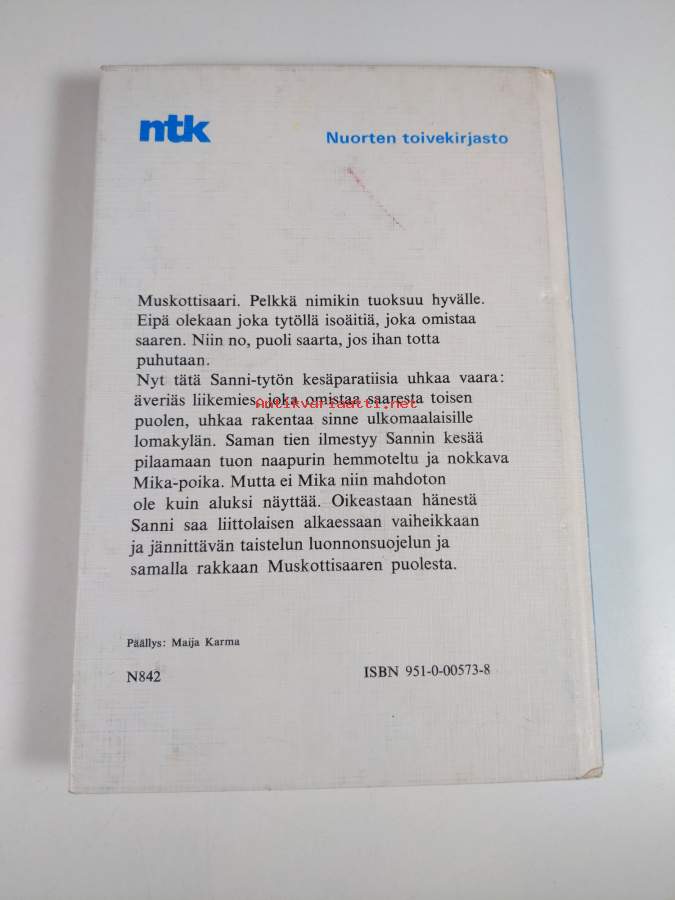 ntk
Nuorten toivekirjasto
Muskottisaari. Pelkkä nimikin tuoksuu hyvälle.
Eipä olekaan joka tytöllä isoäitiä, joka omistaa
saaren. Niin no, puoli saarta, jos ihan totta
puhutaan.
Nyt tätä Sanni-tytön kesäparatiisia uhkaa vaara:
äveriäs liikemies, joka omistaa saaresta toisen
Antikvariaatti.net
puolen, uhkaa rakentaa sinne ulkomaalaisille
lomakylän. Saman tien ilmestyy Sannin kesää
pilaamaan tuon naapurin hemmoteltu ja nokkava
Mika-poika. Mutta ei Mika niin mahdoton
ole kuin aluksi näyttää. Oikeastaan hänestä
Sanni saa liittolaisen alkaessaan vaiheikkaan
ja jännittävän taistelun luonnonsuojelun ja
samalla rakkaan Muskottisaaren puolesta.
Päällys: Maija Karma
N842
ISBN 951-0-00573-8